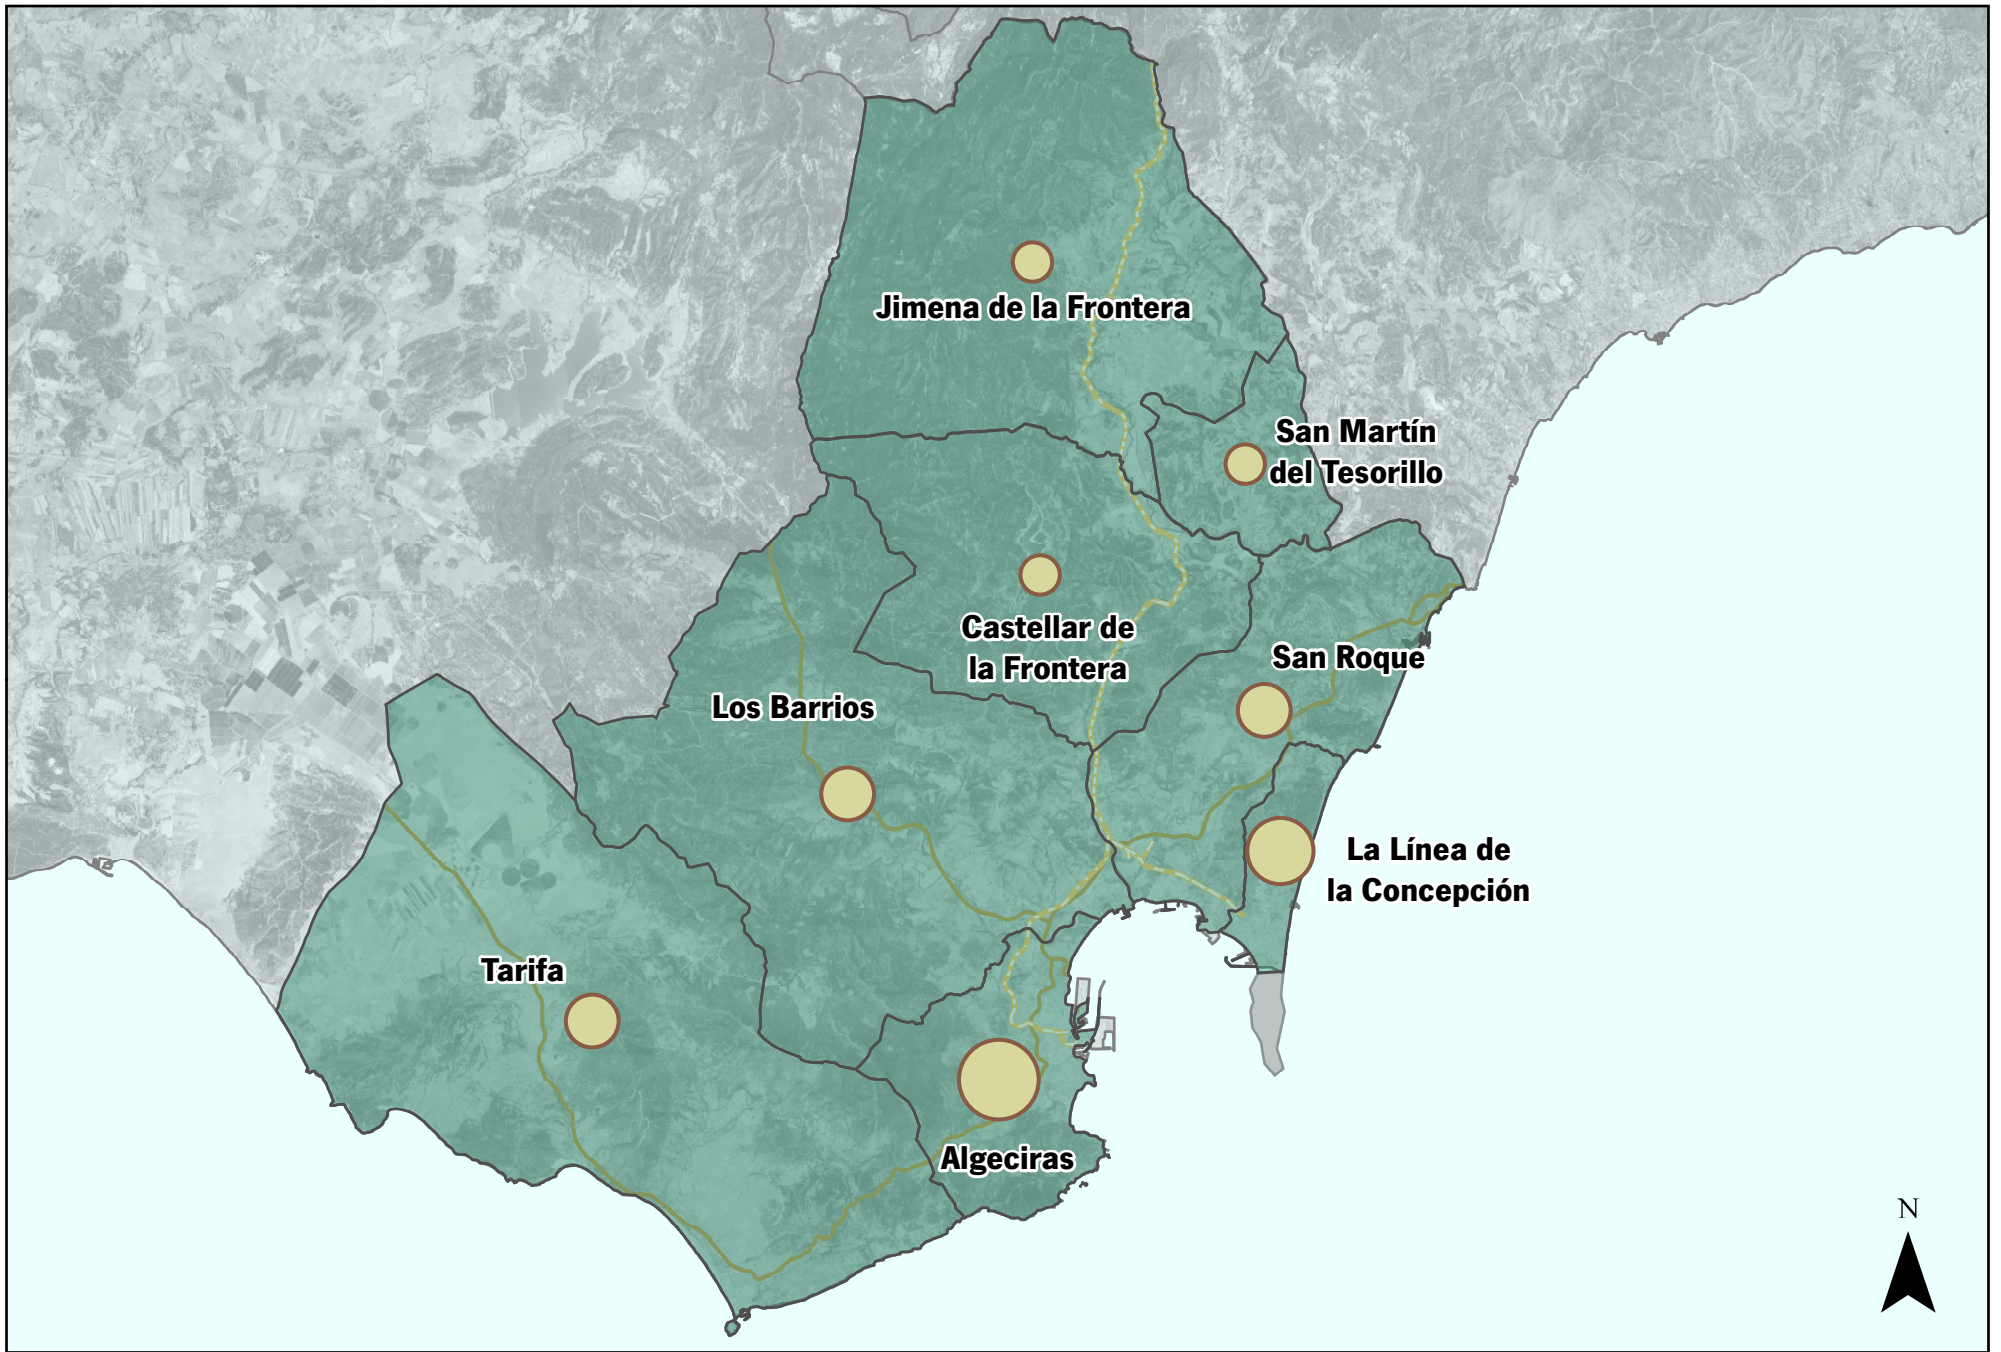 Jimena de la Frontera
San Martín
del Tesorillo
Castellar de
la Frontera
San Roque
Los Barrios
La Línea de
la Concepción
Tarifa
Algeciras
N